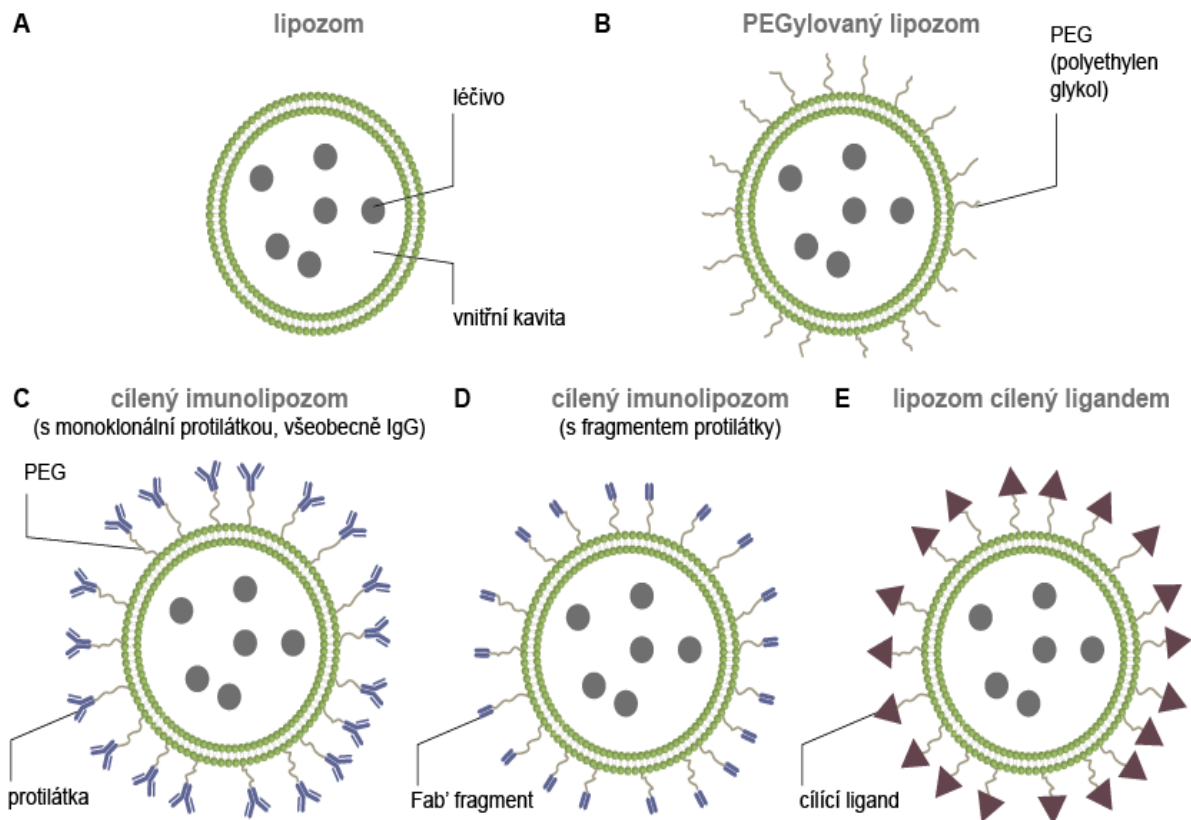 A
lipozom
léčivo
vnitřní kavita
B
PEGylovaný lipozom
PEG
(polyethylen
glykol)
C
cílený imunolipozom
(s monoklonální protilátkou, všeobecně IgG)
PEG
protilátka
D
cílený imunolipozom
(s fragmentem protilátky)
Fab' fragment
E
lipozom cílený ligandem
cílící ligand